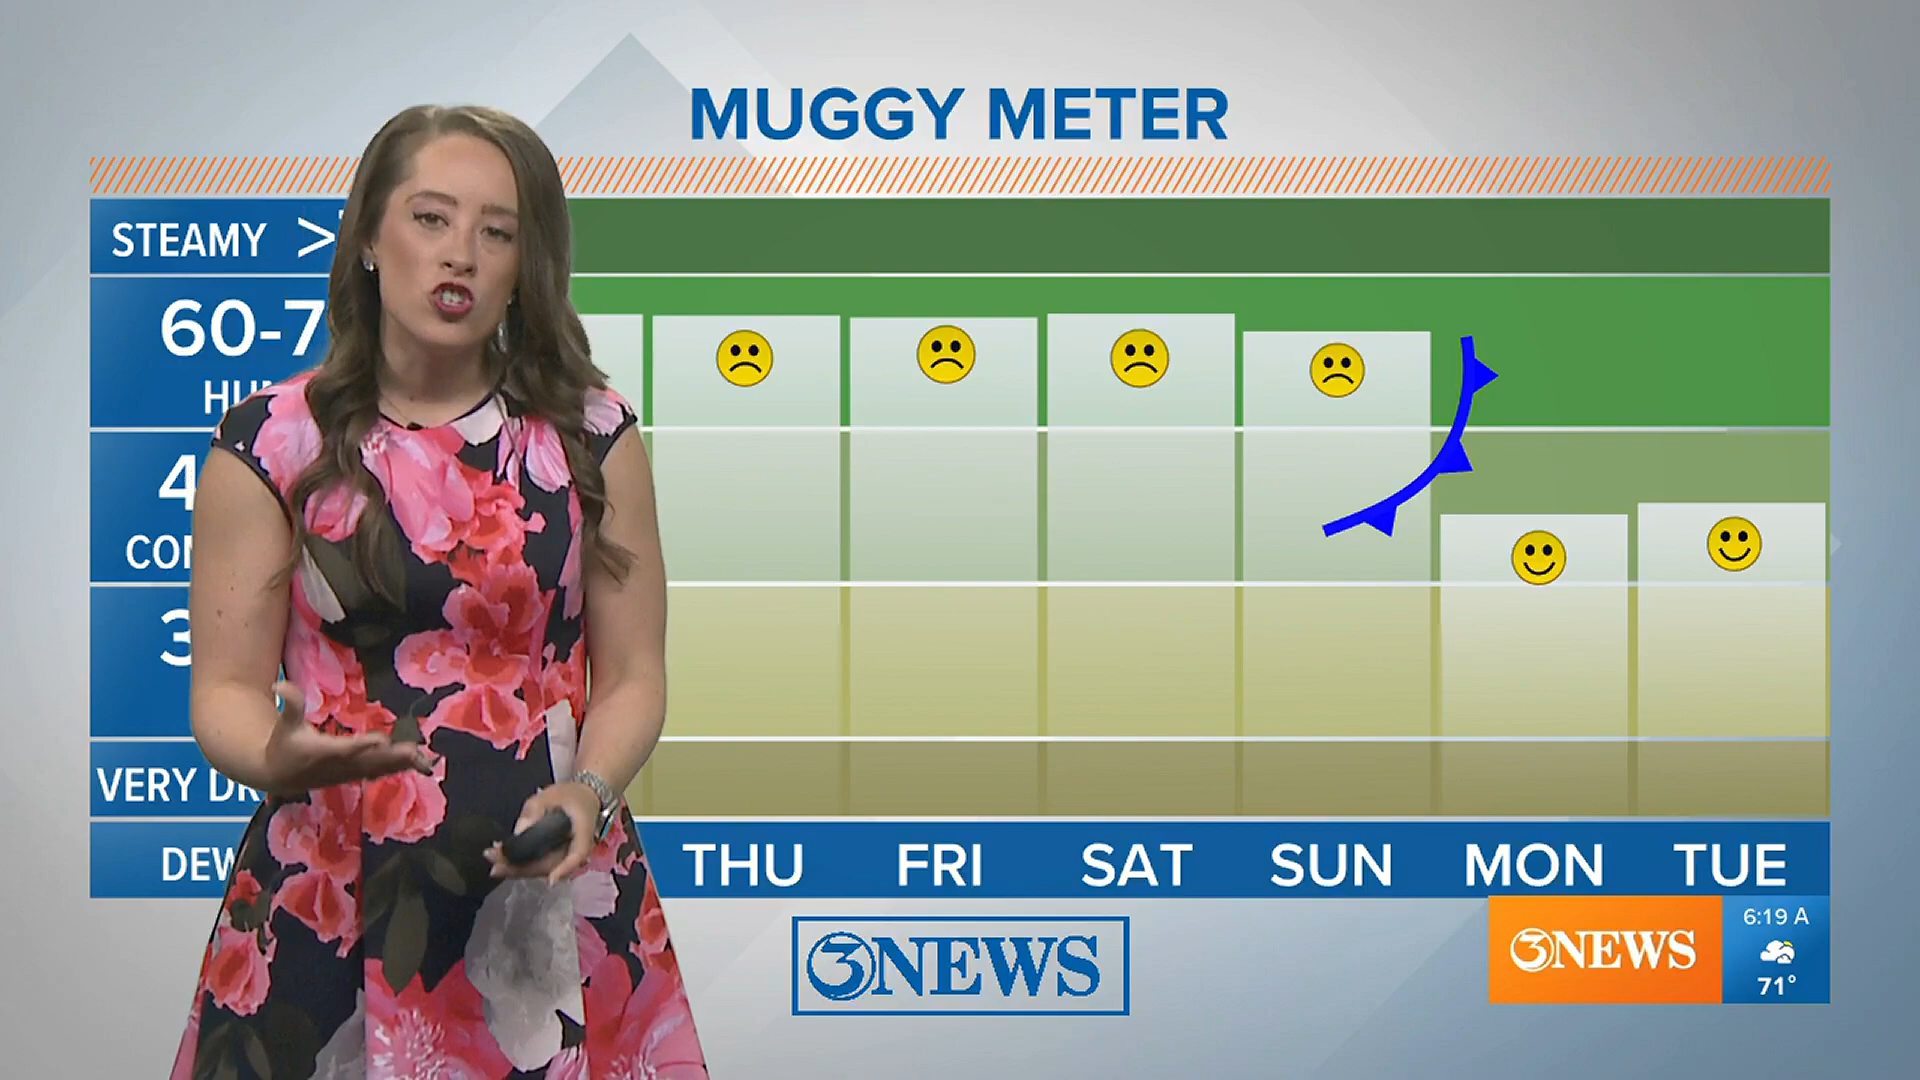 MUGGY METER
STEAMY >
60-7
HU
4
CON
3
VERY DR
DEW
THU FRI SAT SUN MON TUE
3NEWS
3NEWS
6:19 A
71°